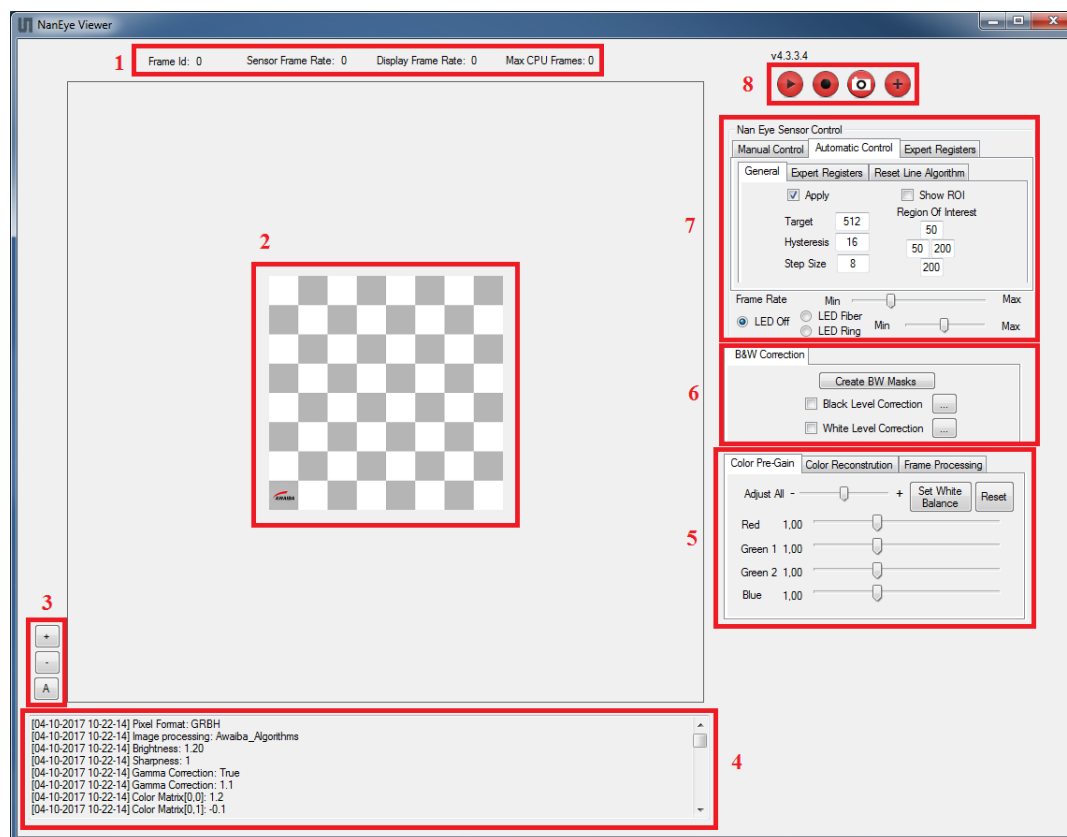 NanEye Viewer
1
Frame Id: 0 Sensor Frame Rate: 0 Display Frame Rate: 0 Max CPU Frames: 0
v4.3.3.4
8
Nan Eye Sensor Control
Manual Control Automatic Control Expert Registers
General Expert Registers Reset Line Algorithm
Apply Show ROI
Region Of Interest
Target 512 50
7
Hysteresis 16 50 200
Step Size 8 200
2
AWAIBA
Frame Rate Min Max
LED Off LED Fiber
LED Ring Min Max
B&W Correction
Create BW Masks
6
Black Level Correction ...
White Level Correction ...
Color Pre-Gain Color Reconstrution Frame Processing
Adjust All - + Set White Balance Reset
Red 1,00
5
Green 1 1,00
Green 2 1,00
Blue 1,00
3
+
-
A
[04-10-2017 10-22-14] Pixel Format: GRBH
[04-10-2017 10-22-14] Image processing: Awaiba_Algorithms
[04-10-2017 10-22-14] Brightness: 1.20
[04-10-2017 10-22-14] Sharpness: 1
[04-10-2017 10-22-14] Gamma Correction: True
[04-10-2017 10-22-14] Gamma Correction: 1.1
[04-10-2017 10-22-14] Color Matrix[0,0]: 1.2
[04-10-2017 10-22-14] Color Matrix[0,1]: -0.1
4